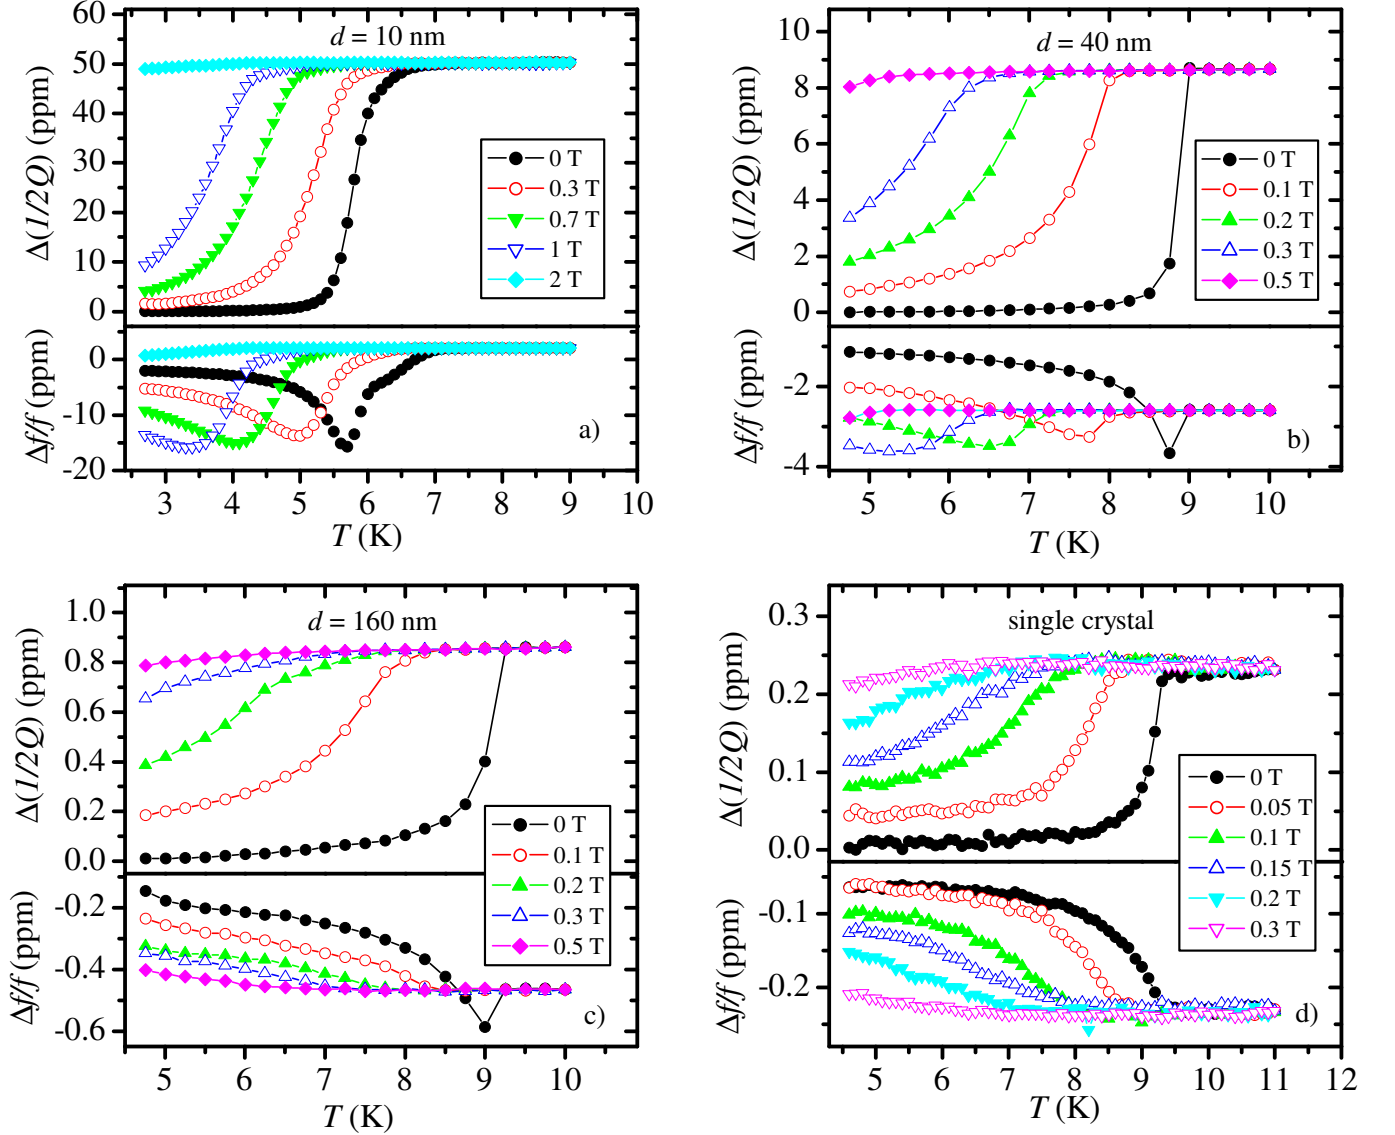 d = 10 nm
Δ(1/2Q) (ppm)
60
50
40
30
20
10
0
0 T
0.3 T
0.7 T
1 T
2 T
Δf/f (ppm)
0
-10
-20
a)
3 4 5 6 7 8 9 10
T (K)
d = 40 nm
Δ(1/2Q) (ppm)
8
6
4
2
0
0 T
0.1 T
0.2 T
0.3 T
0.5 T
Δf/f (ppm)
-2
-4
b)
5 6 7 8 9 10
T (K)
d = 160 nm
Δ(1/2Q) (ppm)
1.0
0.8
0.6
0.4
0.2
0.0
0 T
0.1 T
0.2 T
0.3 T
0.5 T
Δf/f (ppm)
-0.2
-0.4
-0.6
c)
5 6 7 8 9 10
T (K)
single crystal
Δ(1/2Q) (ppm)
0.3
0.2
0.1
0.0
0 T
0.05 T
0.1 T
0.15 T
0.2 T
0.3 T
Δf/f (ppm)
-0.1
-0.2
d)
5 6 7 8 9 10 11 12
T (K)